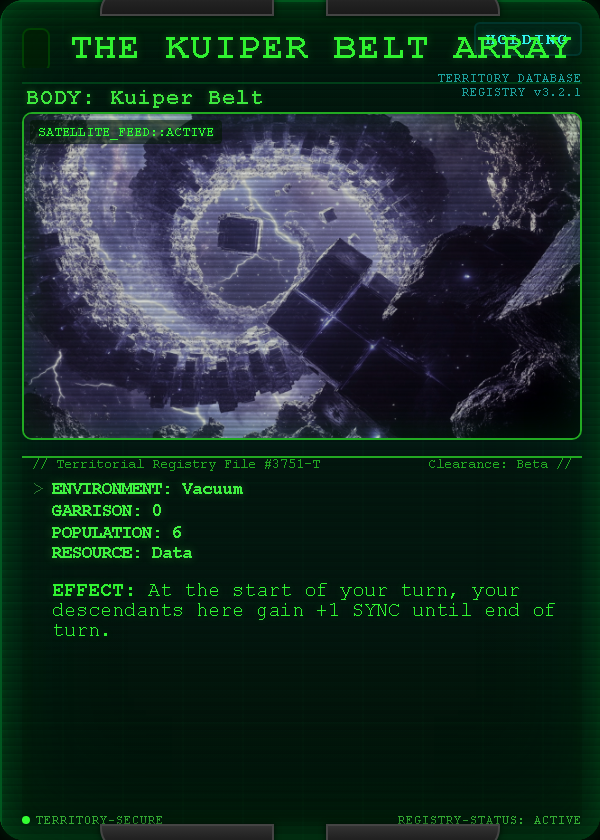 THE KUIPER BELT ARRAY
HOLDING
TERRITORY DATABASE
REGISTRY v3.2.1
BODY: Kuiper Belt
SATELLITE_FEED::ACTIVE
// Territorial Registry File #3751-T
Clearance: Beta //
> ENVIRONMENT: Vacuum
GARRISON: 0
POPULATION: 6
RESOURCE: Data
EFFECT: At the start of your turn, your
descendants here gain +1 SYNC until end of
turn.
TERRITORY-SECURE
REGISTRY-STATUS: ACTIVE